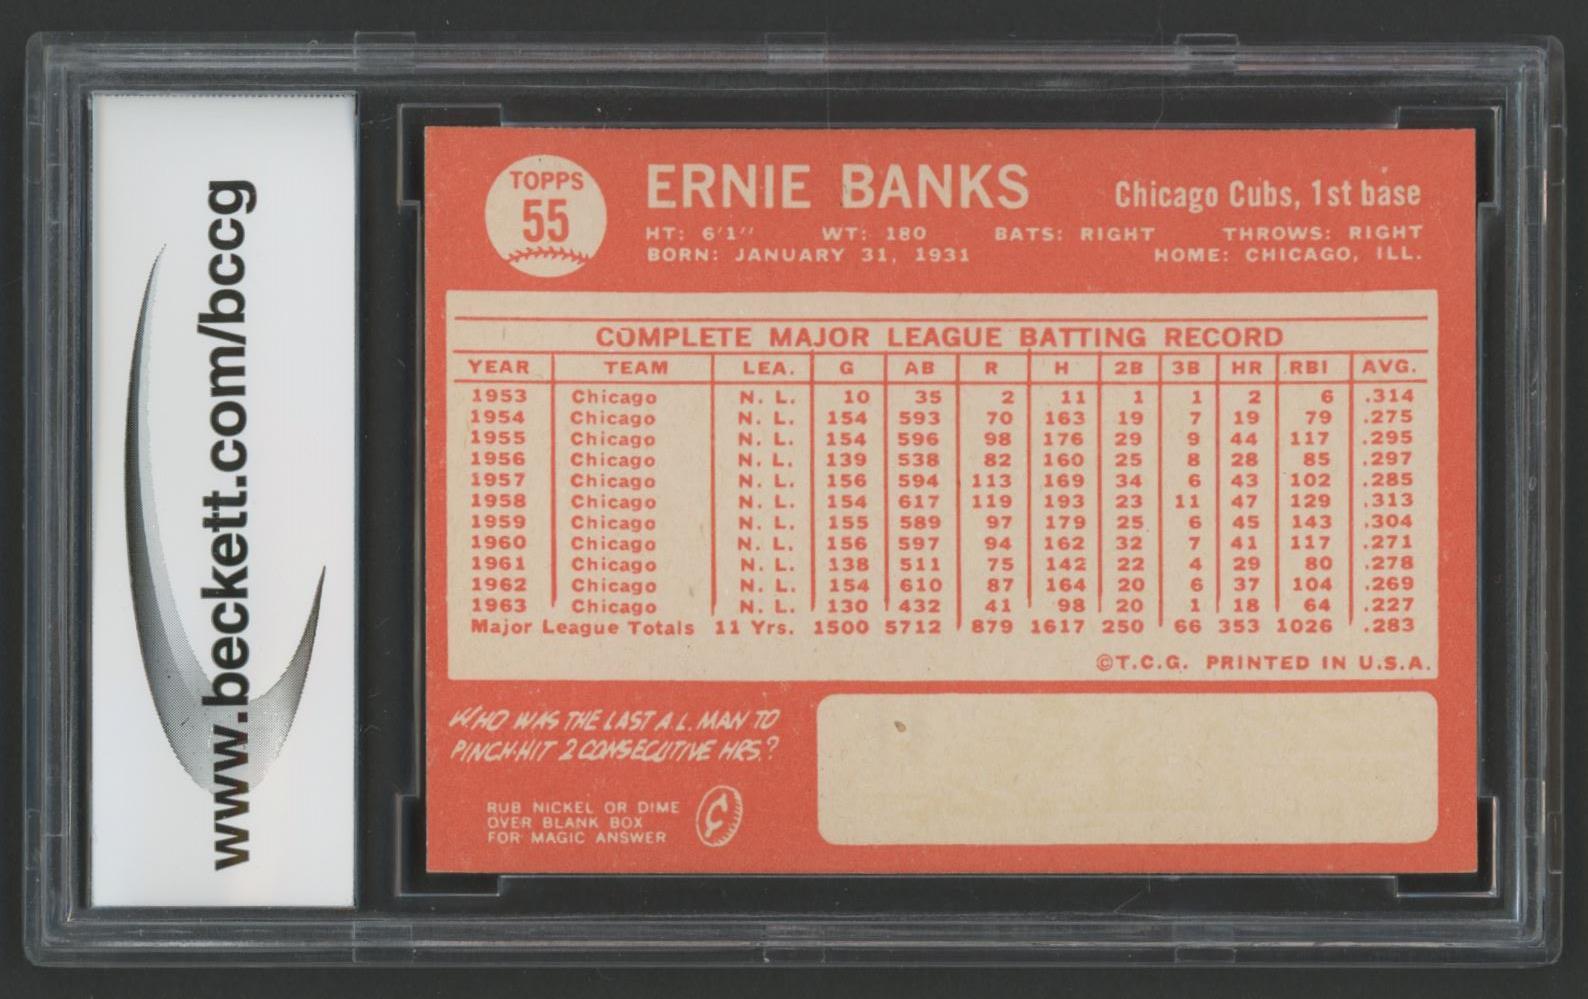 www.beckett.com/bccg
TOPPS
55
ERNIE BANKS
Chicago Cubs, 1st base
HT: 6'1" WT: 180 BATS: RIGHT THROWS: RIGHT
BORN: JANUARY 31, 1931 HOME: CHICAGO, ILL.
COMPLETE MAJOR LEAGUE BATTING RECORD
YEAR TEAM LEA. G AB R H 2B 3B HR RBI AVG.
1953 Chicago N. L. 10 35 2 11 1 1 2 6 .314
1954 Chicago N. L. 154 593 70 163 19 7 19 79 .275
1955 Chicago N. L. 154 596 98 176 29 9 44 117 .295
1956 Chicago N. L. 139 538 82 160 25 8 28 85 .297
1957 Chicago N. L. 156 594 113 169 34 6 43 102 .285
1958 Chicago N. L. 154 617 119 193 23 11 47 129 .313
1959 Chicago N. L. 155 589 97 179 25 6 45 143 .304
1960 Chicago N. L. 156 597 94 162 32 7 41 117 .271
1961 Chicago N. L. 138 511 75 142 22 4 29 80 .278
1962 Chicago N. L. 154 610 87 164 20 6 37 104 .269
1963 Chicago N. L. 130 432 41 98 20 1 18 64 .227
Major League Totals 11 Yrs. 1500 5712 879 1617 250 66 353 1026 .283
©T.C.G. PRINTED IN U.S.A.
WHO WAS THE LAST A.L. MAN TO
PINCH-HIT 2 CONSECUTIVE HRS.?
RUB NICKEL OR DIME
OVER BLANK BOX
FOR MAGIC ANSWER
¢